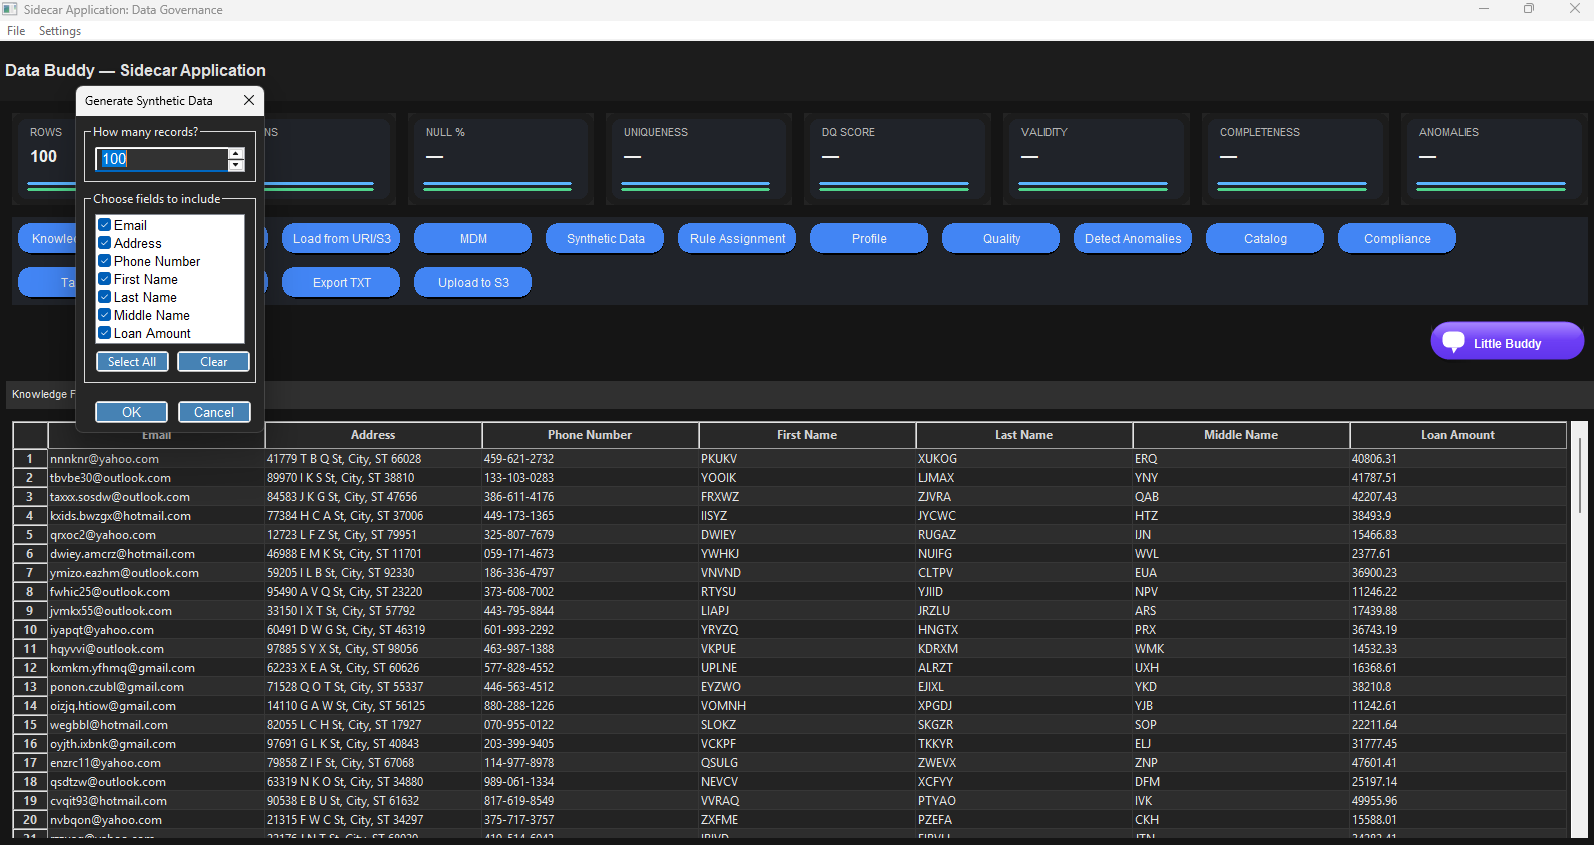 Sidecar Application: Data Governance
File Settings
Data Buddy — Sidecar Application
Generate Synthetic Data
How many records?
100
Choose fields to include
Email
Address
Phone Number
First Name
Last Name
Middle Name
Loan Amount
Select All Clear
OK Cancel
ROWS NULL % UNIQUENESS DQ SCORE VALIDITY COMPLETENESS ANOMALIES
100 — — — — — —
Load from URI/S3 MDM Synthetic Data Rule Assignment Profile Quality Detect Anomalies Catalog Compliance
Export TXT Upload to S3
Little Buddy
Knowledge
Email Address Phone Number First Name Last Name Middle Name Loan Amount
1 nnnknr@yahoo.com 41779 T B Q St, City, ST 66028 459-621-2732 PKUKV XUKOG ERQ 40806.31
2 tbvbe30@outlook.com 89970 I K S St, City, ST 38810 133-103-0283 YOOIK LJMAX YNY 41787.51
3 taxxx.sosdw@outlook.com 84583 J K G St, City, ST 47656 386-611-4176 FRXWZ ZJVRA QAB 42207.43
4 kxids.bwzgx@hotmail.com 77384 H C A St, City, ST 37006 449-173-1365 IISYZ JYCWC HTZ 38493.9
5 qrxoc2@yahoo.com 12723 L F Z St, City, ST 79951 325-807-7679 DWIEY RUGAZ IJN 15466.83
6 dwiey.amcrz@hotmail.com 46988 E M K St, City, ST 11701 059-171-4673 YWHKJ NUIFG WVL 2377.61
7 ymizo.eazhm@outlook.com 59205 I L B St, City, ST 92330 186-336-4797 VNVND CLTPV EUA 36900.23
8 fwhic25@outlook.com 95490 A V Q St, City, ST 23220 373-608-7002 RTYSU YJIID NPV 11246.22
9 jvmkx55@outlook.com 33150 I X T St, City, ST 57792 443-795-8844 LIAPJ JRZLU ARS 17439.88
10 iyapqt@yahoo.com 60491 D W G St, City, ST 46319 601-993-2292 YRYZQ HNGTX PRX 36743.19
11 hqyvvi@outlook.com 97885 S Y X St, City, ST 98056 463-987-1388 VKPUE KDRXM WMK 14532.33
12 kxmkm.yfhmq@gmail.com 62233 X E A St, City, ST 60626 577-828-4552 UPLNE ALRZT UXH 16368.61
13 ponon.czubl@gmail.com 71528 Q O T St, City, ST 55337 446-563-4512 EYZWO EJIXL YKD 38210.8
14 oizjq.htiow@gmail.com 14110 G A W St, City, ST 56125 880-288-1226 VOMNH XPGDJ YJB 11242.61
15 wegbbl@hotmail.com 82055 L C H St, City, ST 17927 070-955-0122 SLOKZ SKGZR SOP 22211.64
16 oyjth.ixbnk@gmail.com 97691 G L K St, City, ST 40843 203-399-9405 VCKPF TKKYR ELJ 31777.45
17 enzrc11@yahoo.com 79858 Z I F St, City, ST 67068 114-977-8978 QSULG ZWEVX ZNP 47601.41
18 qsdtzw@outlook.com 63319 N K O St, City, ST 34880 989-061-1334 NEVCV XCFYY DFM 25197.14
19 cvqit93@hotmail.com 90538 E B U St, City, ST 61632 817-619-8549 VVRAQ PTYAO IVK 49955.96
20 nvbqon@yahoo.com 21315 F W C St, City, ST 34297 375-717-3757 ZXFME PZEFA CKH 15588.01